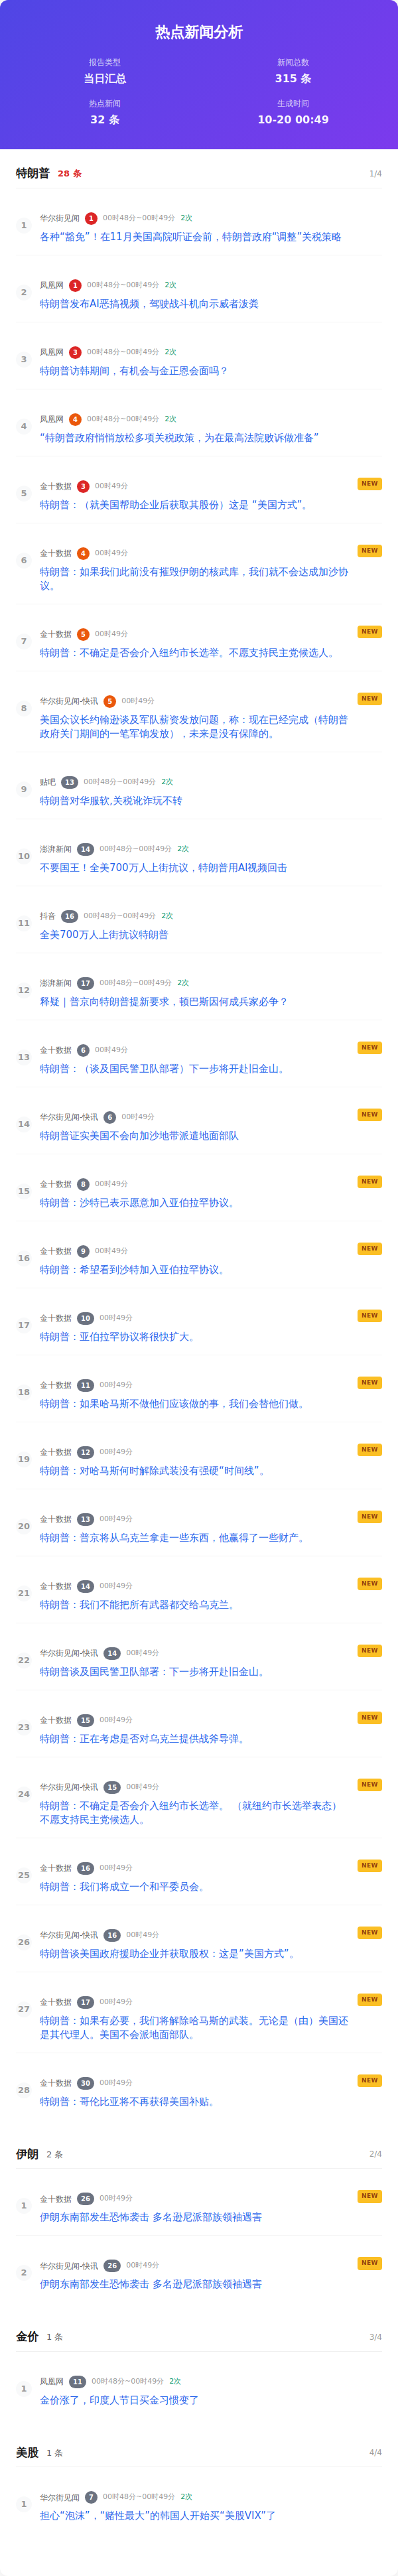 热点新闻分析
报告类型
当日汇总
新闻总数
315 条
热点新闻
32 条
生成时间
10-20 00:49
特朗普 28 条 1/4
1
华尔街见闻 1 00时48分~00时49分 2次
各种“豁免”！在11月美国高院听证会前，特朗普政府“调整”关税策略
2
凤凰网 1 00时48分~00时49分 2次
特朗普发布AI恶搞视频，驾驶战斗机向示威者泼粪
3
凤凰网 3 00时48分~00时49分 2次
特朗普访韩期间，有机会与金正恩会面吗？
4
凤凰网 4 00时48分~00时49分 2次
“特朗普政府悄悄放松多项关税政策，为在最高法院败诉做准备”
5
金十数据 3 00时49分 NEW
特朗普：（就美国帮助企业后获取其股份）这是 “美国方式”。
6
金十数据 4 00时49分 NEW
特朗普：如果我们此前没有摧毁伊朗的核武库，我们就不会达成加沙协
议。
7
金十数据 5 00时49分 NEW
特朗普：不确定是否会介入纽约市长选举。不愿支持民主党候选人。
8
华尔街见闻-快讯 5 00时49分 NEW
美国众议长约翰逊谈及军队薪资发放问题，称：现在已经完成（特朗普
政府关门期间的一笔军饷发放），未来是没有保障的。
9
贴吧 13 00时48分~00时49分 2次
特朗普对华服软,关税讹诈玩不转
10
澎湃新闻 14 00时48分~00时49分 2次
不要国王！全美700万人上街抗议，特朗普用AI视频回击
11
抖音 16 00时48分~00时49分 2次
全美700万人上街抗议特朗普
12
澎湃新闻 17 00时48分~00时49分 2次
释疑｜普京向特朗普提新要求，顿巴斯因何成兵家必争？
13
金十数据 6 00时49分 NEW
特朗普：（谈及国民警卫队部署）下一步将开赴旧金山。
14
华尔街见闻-快讯 6 00时49分 NEW
特朗普证实美国不会向加沙地带派遣地面部队
15
金十数据 8 00时49分 NEW
特朗普：沙特已表示愿意加入亚伯拉罕协议。
16
金十数据 9 00时49分 NEW
特朗普：希望看到沙特加入亚伯拉罕协议。
17
金十数据 10 00时49分 NEW
特朗普：亚伯拉罕协议将很快扩大。
18
金十数据 11 00时49分 NEW
特朗普：如果哈马斯不做他们应该做的事，我们会替他们做。
19
金十数据 12 00时49分 NEW
特朗普：对哈马斯何时解除武装没有强硬“时间线”。
20
金十数据 13 00时49分 NEW
特朗普：普京将从乌克兰拿走一些东西，他赢得了一些财产。
21
金十数据 14 00时49分 NEW
特朗普：我们不能把所有武器都交给乌克兰。
22
华尔街见闻-快讯 14 00时49分 NEW
特朗普谈及国民警卫队部署：下一步将开赴旧金山。
23
金十数据 15 00时49分 NEW
特朗普：正在考虑是否对乌克兰提供战斧导弹。
24
华尔街见闻-快讯 15 00时49分 NEW
特朗普：不确定是否会介入纽约市长选举。 （就纽约市长选举表态）
不愿支持民主党候选人。
25
金十数据 16 00时49分 NEW
特朗普：我们将成立一个和平委员会。
26
华尔街见闻-快讯 16 00时49分 NEW
特朗普谈美国政府援助企业并获取股权：这是”美国方式”。
27
金十数据 17 00时49分 NEW
特朗普：如果有必要，我们将解除哈马斯的武装。无论是（由）美国还
是其代理人。美国不会派地面部队。
28
金十数据 30 00时49分 NEW
特朗普：哥伦比亚将不再获得美国补贴。
伊朗 2 条 2/4
1
金十数据 26 00时49分 NEW
伊朗东南部发生恐怖袭击 多名逊尼派部族领袖遇害
2
华尔街见闻-快讯 26 00时49分 NEW
伊朗东南部发生恐怖袭击 多名逊尼派部族领袖遇害
金价 1 条 3/4
1
凤凰网 11 00时48分~00时49分 2次
金价涨了，印度人节日买金习惯变了
美股 1 条 4/4
1
华尔街见闻 7 00时48分~00时49分 2次
担心“泡沫”，“赌性最大”的韩国人开始买“美股VIX”了